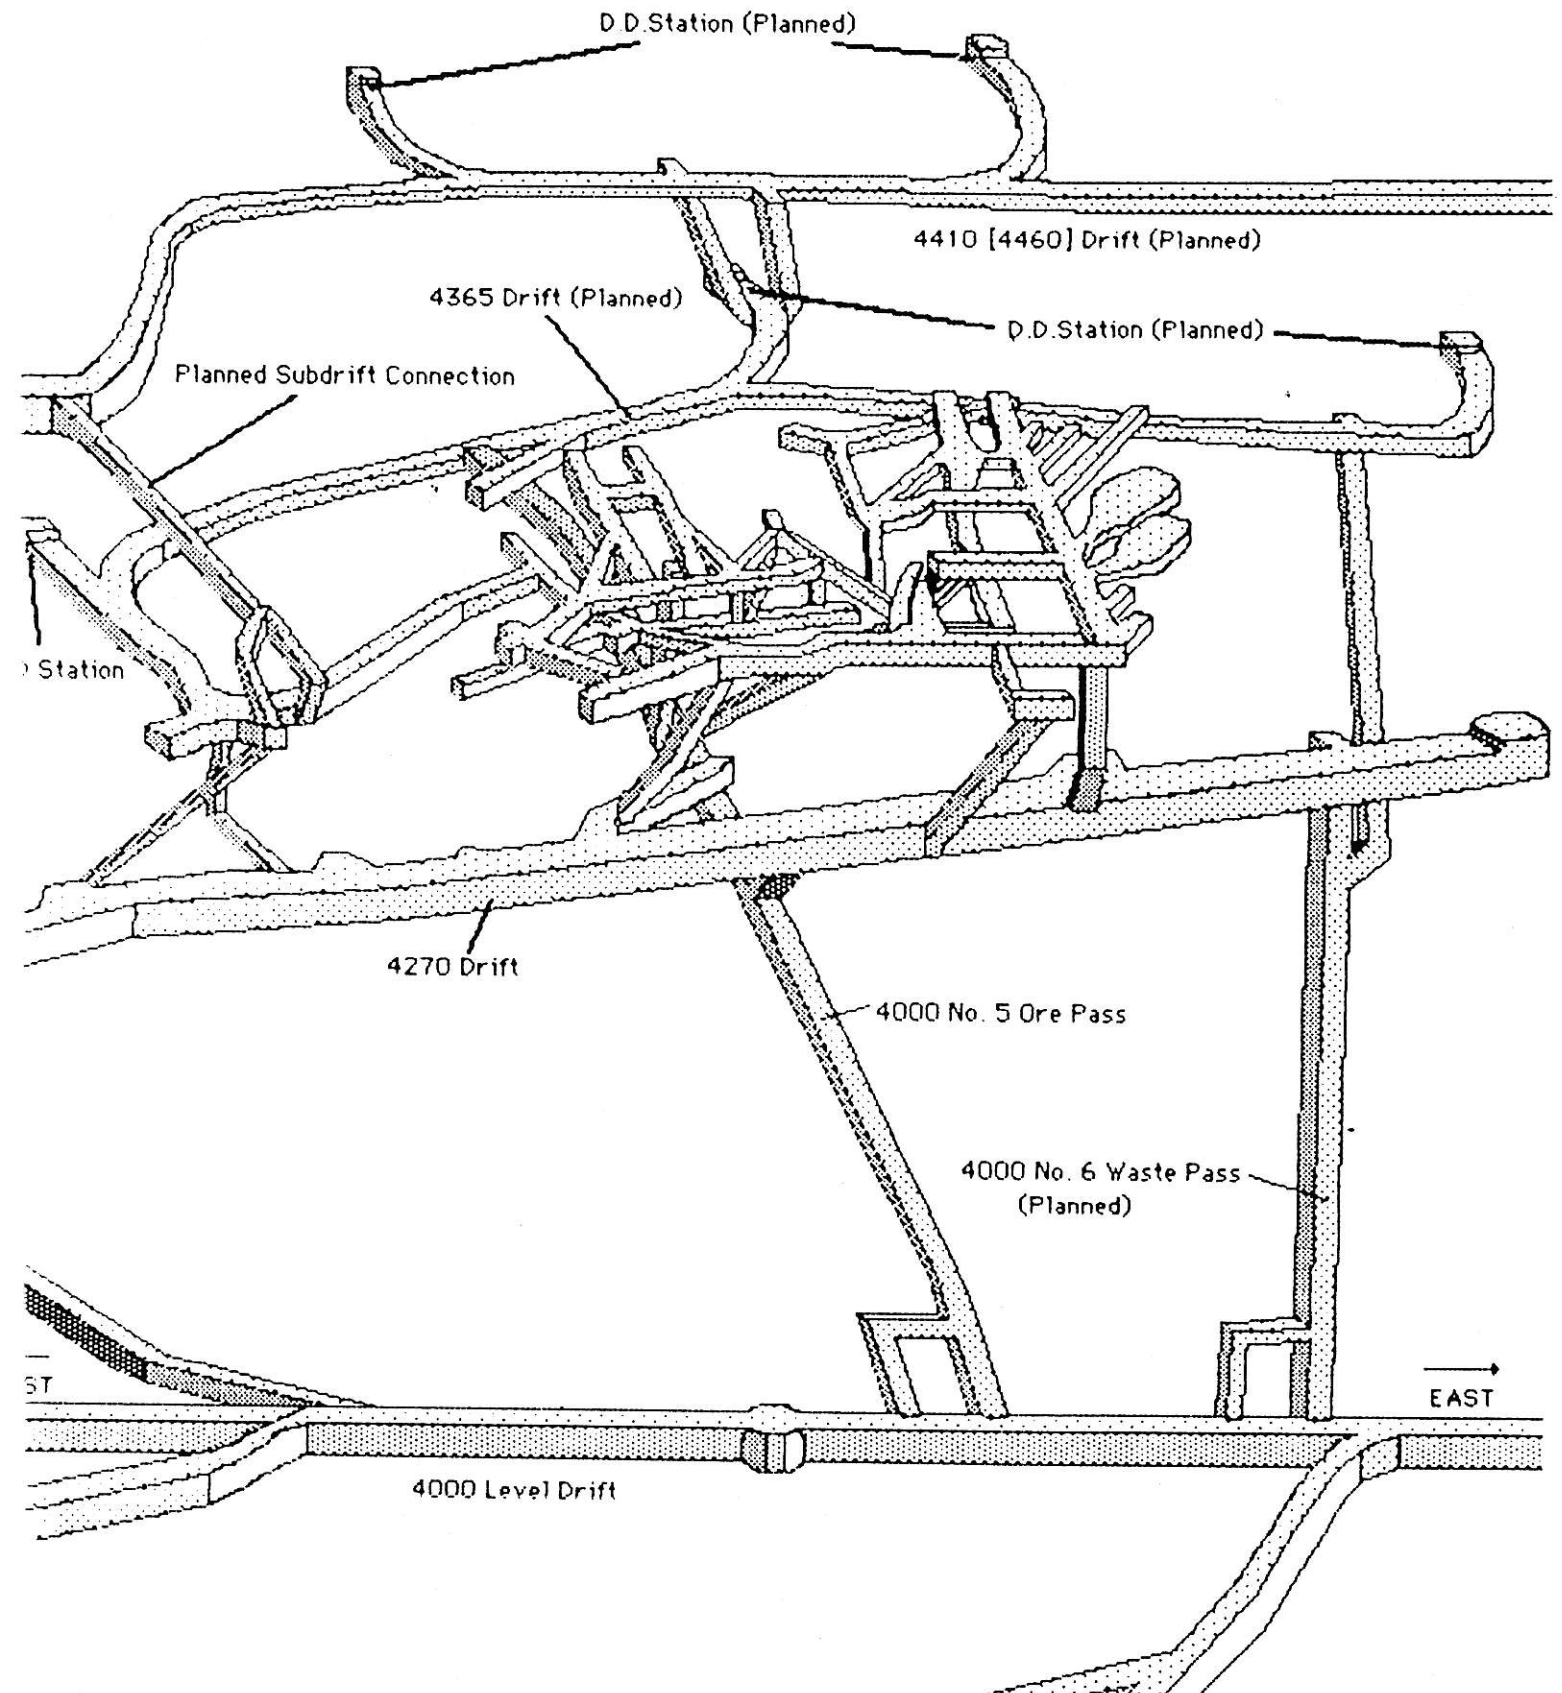 D.D.Station (Planned)
4410 [4460] Drift (Planned)
4365 Drift (Planned)
D.D.Station (Planned)
Planned Subdrift Connection
Station
4270 Drift
4000 No. 5 Ore Pass
4000 No. 6 Waste Pass
(Planned)
ST
EAST
4000 Level Drift